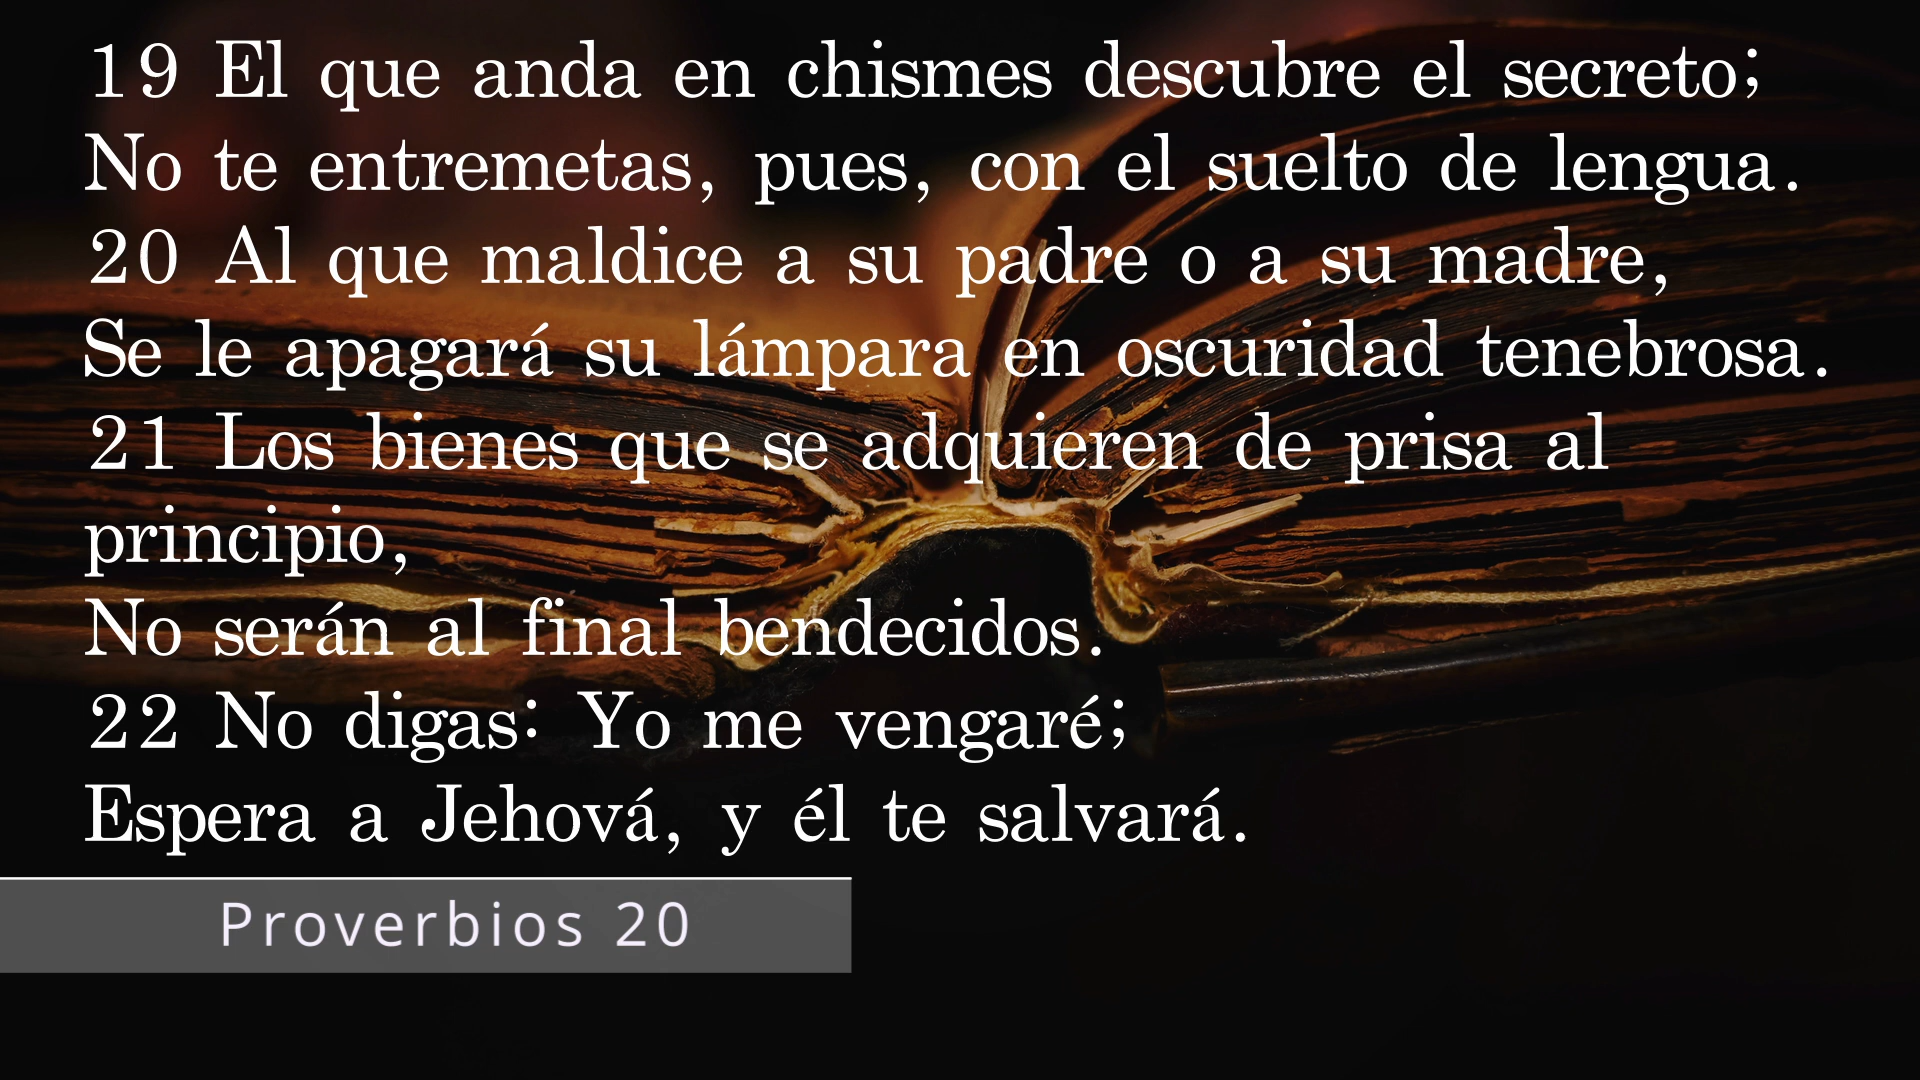 19 El que anda en chismes descubre el secreto;
No te entremetas, pues, con el suelto de lengua.
20 Al que maldice a su padre o a su madre,
Se le apagará su lámpara en oscuridad tenebrosa.
21 Los bienes que se adquieren de prisa al
principio,
No serán al final bendecidos.
22 No digas: Yo me vengaré;
Espera a Jehová, y él te salvará.
Proverbios 20